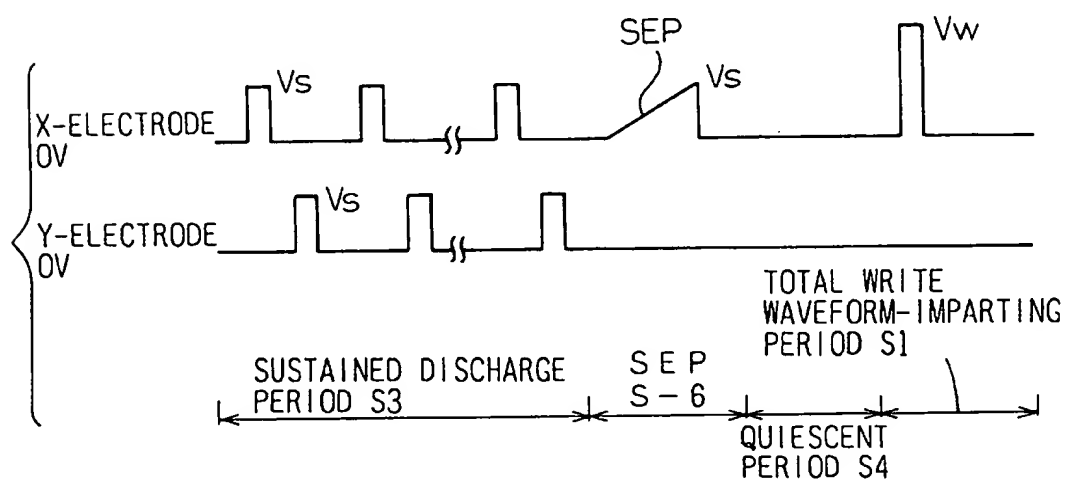 SEP
Vw
Vs
Vs
X-ELECTRODE
0V
Vs
Y-ELECTRODE
0V
TOTAL WRITE
WAVEFORM-IMPARTING
PERIOD S1
SUSTAINED DISCHARGE
PERIOD S3
SEP
S-6
QUIESCENT
PERIOD S4